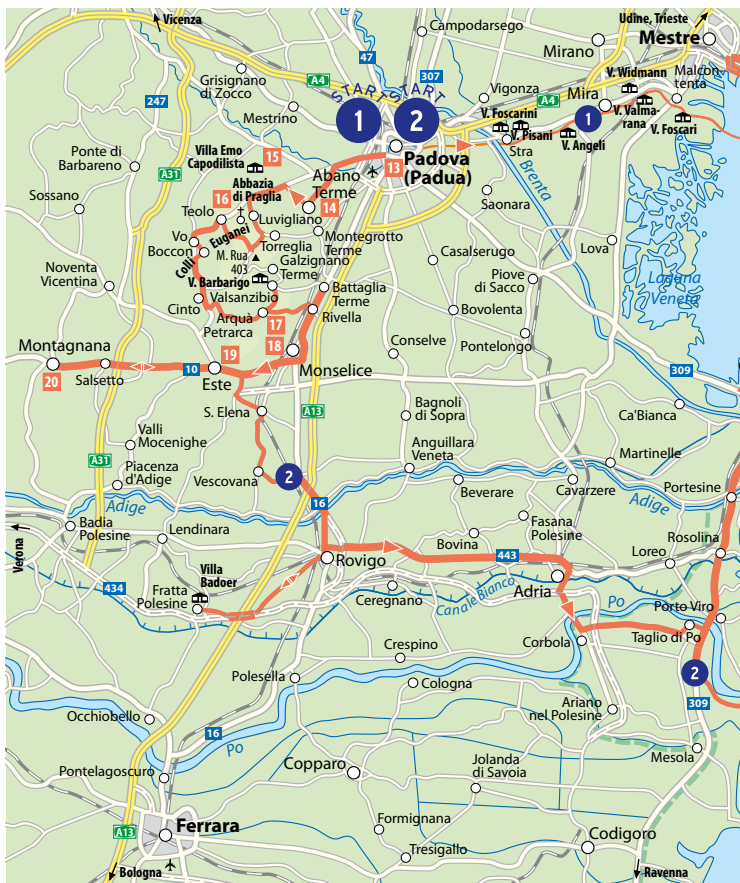 Vicenza
Campodarsego
Udine, Trieste
Mestre
Mirano
47
307
A4
Grisignano
di Zocco
START
START
Vigonza
A4
V. Widmann
Malcon-
tenta
Mira
247
Mestrino
1
2
V. Foscarini
V. Pisani
1
V. Valma-
rana
V. Foscari
Stra
V. Angeli
Villa Emo
Capodilista
15
13
Padova
(Padua)
Ponte di
Barbareno
A31
Abano
Terme
14
16
Abbazia
di Praglia
Brenta
Sossano
Teolo
Luvigliano
Saonara
Vo
Euganei
Torreglia
Montegrotto
Terme
Boccon
Colli
M. Rua
403
Galzignano
Terme
Casalserugo
Lova
Noventa
Vicentina
V. Barbarigo
Valsanzibio
Battaglia
Terme
Piove
di Sacco
Laguna
Veneta
Cinto
Arquà
Petrarca
17
Rivella
Bovolenta
Montagnana
19
18
Pontelongo
Conselve
20
Salsetto
10
Este
Monselice
309
S. Elena
A13
Bagnoli
di Sopra
Ca'Bianca
Valli
Mocenighe
A31
Anguillara
Veneta
Martinelle
Piacenza
d'Adige
Vescovana
2
Beverare
Cavarzere
Adige
Portesine
Adige
16
Badia
Polesine
Lendinara
Fasana
Polesine
Rosolina
Verona
Bovina
443
Loreo
Villa
Badoer
Rovigo
434
Fratta
Polesine
Ceregnano
Canale Bianco
Adria
Po
Porto Viro
Corbola
Taglio di Po
Crespino
2
Polesella
Cologna
309
Occhiobello
16
Po
Ariano
nel Polesine
Mesola
Pontelagoscuro
Copparo
Jolanda
di Savoia
Ferrara
A13
Formignana
Codigoro
Tresigallo
Bologna
Ravenna